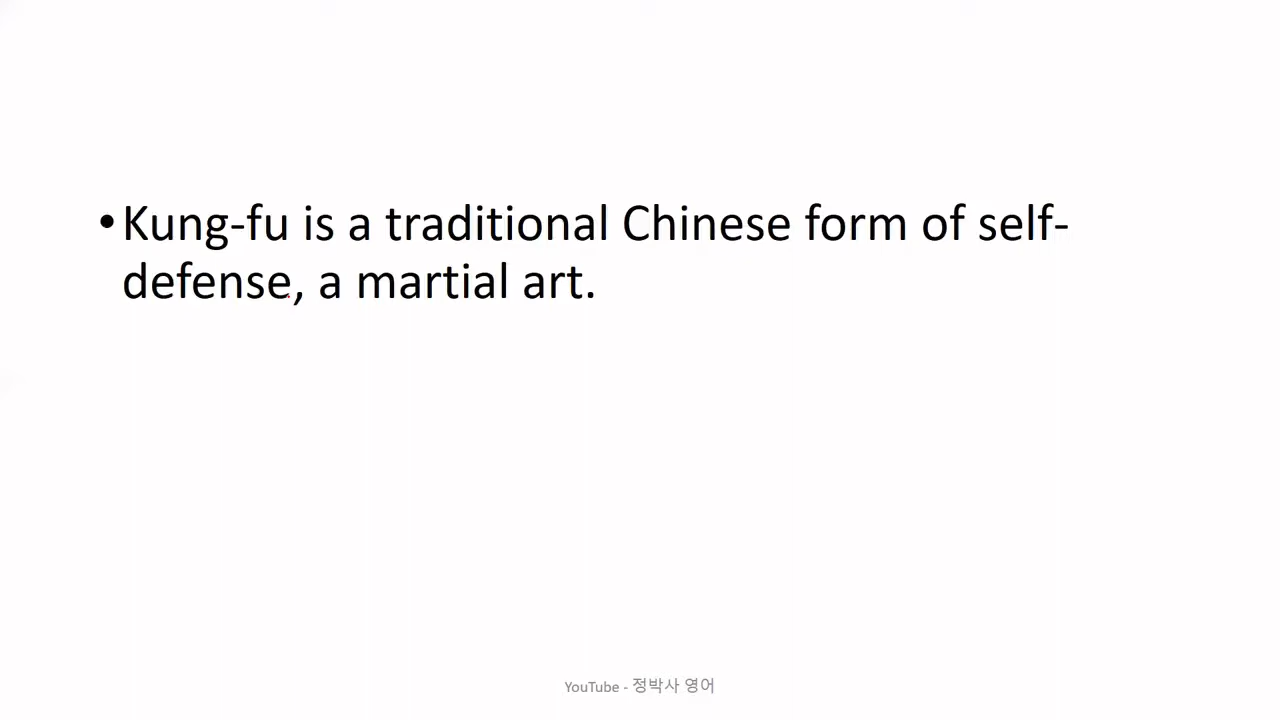 •Kung-fu is a traditional Chinese form of self-
defense, a martial art.
YouTube - 정박사 영어